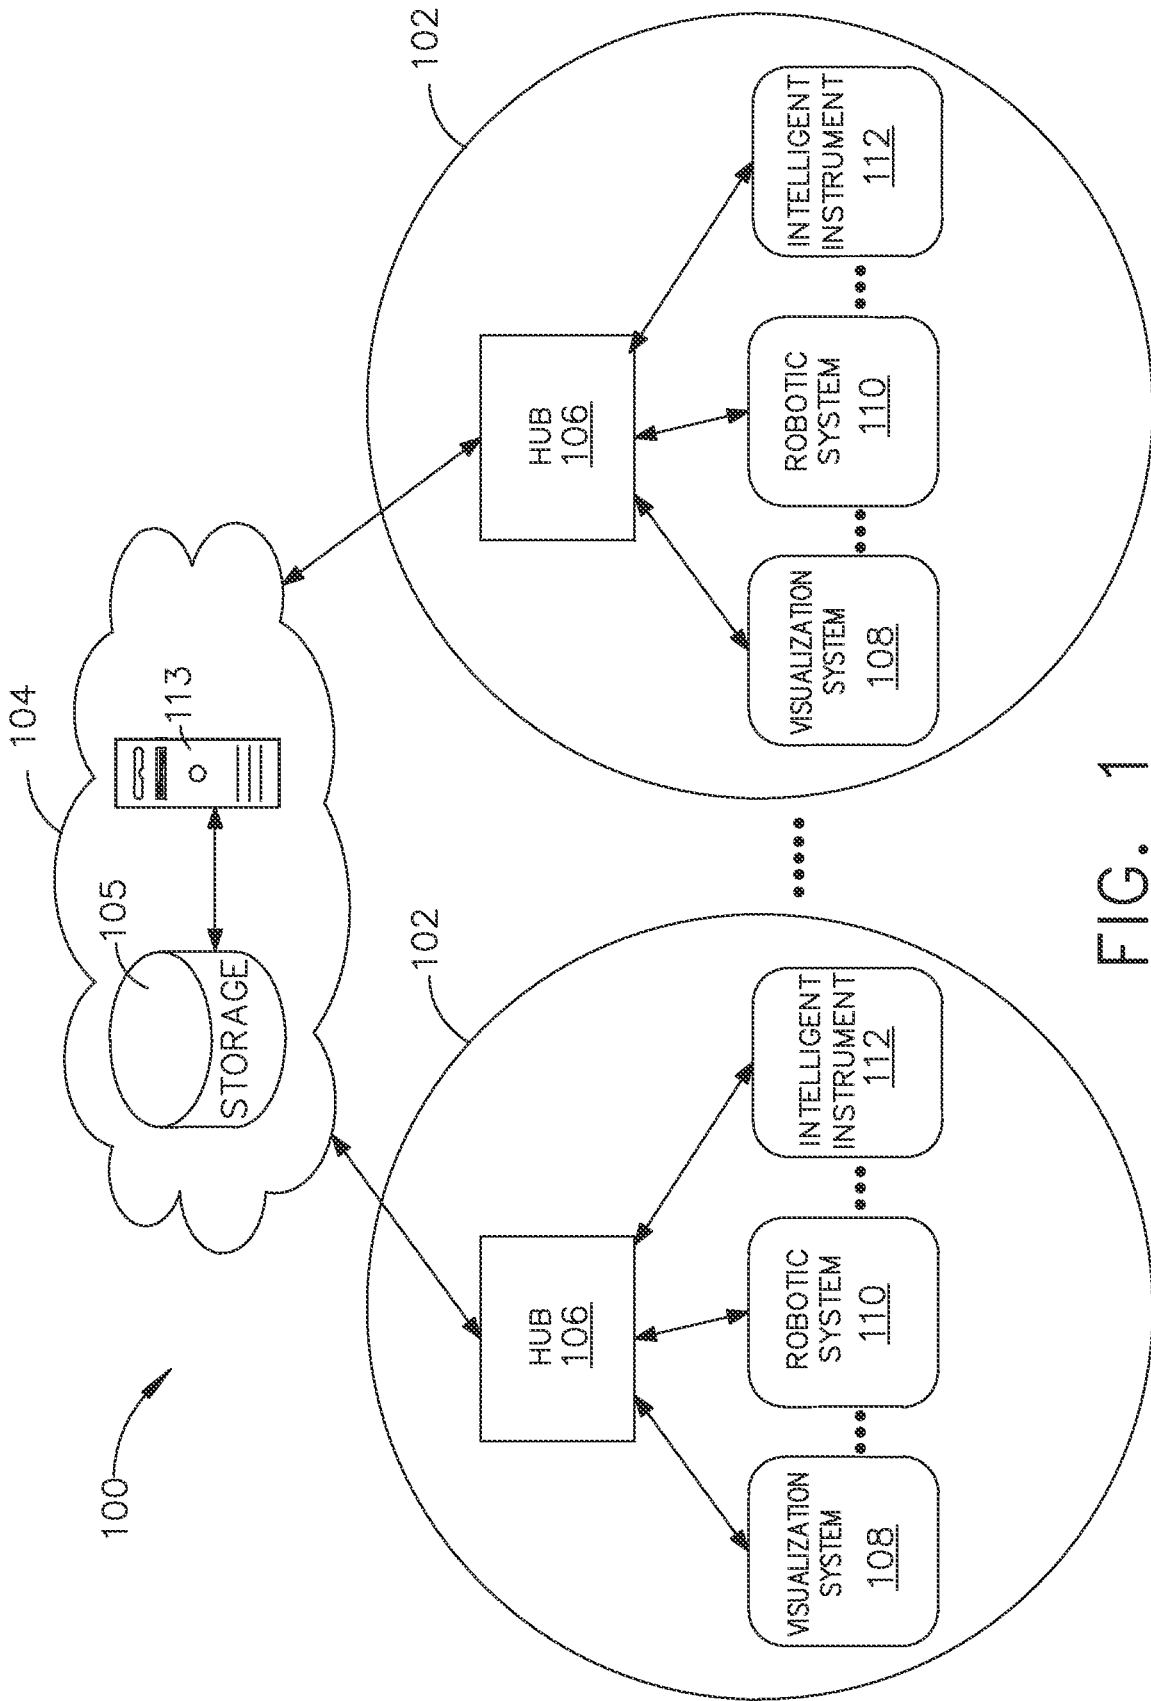 100
104
105
STORAGE
113
102
HUB
106
VISUALIZATION
SYSTEM
108
ROBOTIC
SYSTEM
110
INTELLIGENT
INSTRUMENT
112
102
HUB
106
VISUALIZATION
SYSTEM
108
ROBOTIC
SYSTEM
110
INTELLIGENT
INSTRUMENT
112
FIG. 1